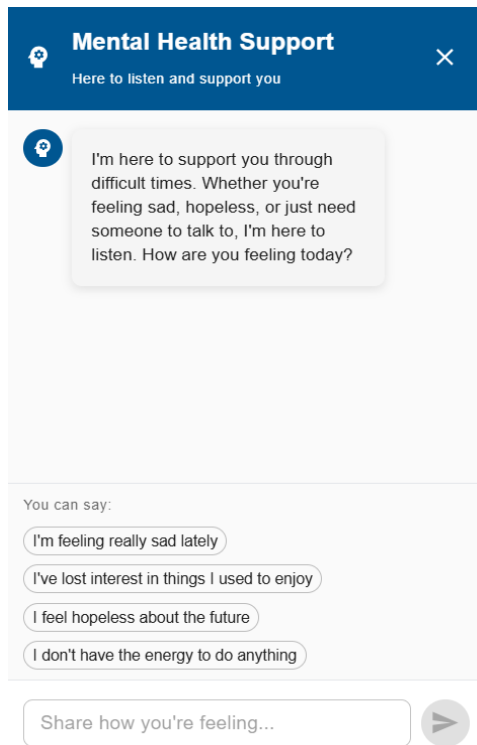 Mental Health Support
Here to listen and support you
I'm here to support you through
difficult times. Whether you're
feeling sad, hopeless, or just need
someone to talk to, I'm here to
listen. How are you feeling today?
You can say:
I'm feeling really sad lately
I've lost interest in things I used to enjoy
I feel hopeless about the future
I don't have the energy to do anything
Share how you're feeling...